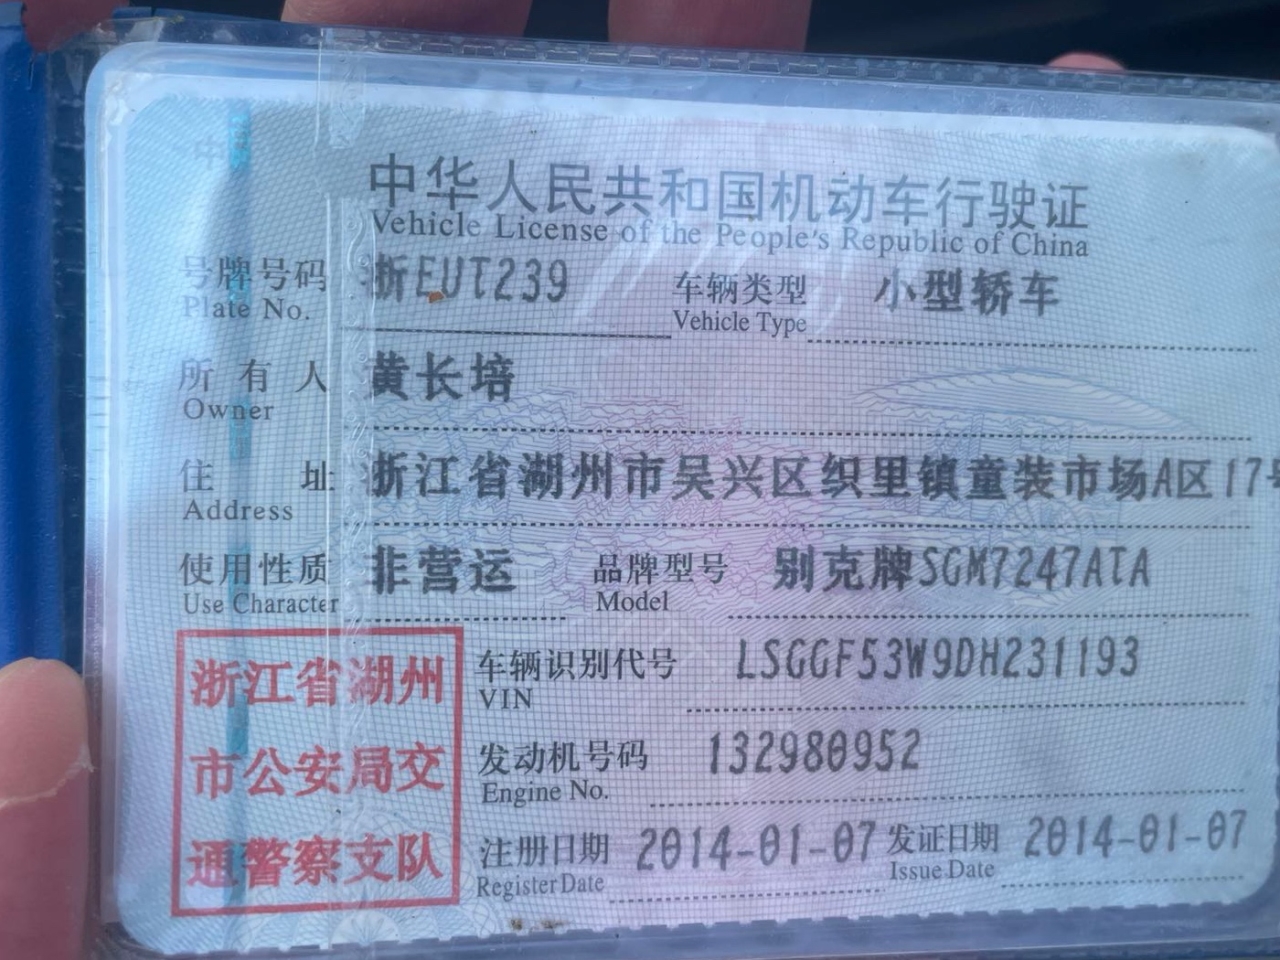 中华人民共和国机动车行驶证
Vehicle License of the People's Republic of China
号牌号码 浙EUT239 车辆类型 小型轿车
Plate No. Vehicle Type
所有人 黄长培
Owner
住址 浙江省湖州市吴兴区织里镇童装市场A区17号
Address
使用性质 非营运 品牌型号 别克牌SGM7247ATA
Use Character Model
浙江省湖州
市公安局交
通警察支队
车辆识别代号 LSGGF53W9DH231193
VIN
发动机号码 132980952
Engine No.
注册日期 2014-01-07 发证日期 2014-01-07
Register Date Issue Date